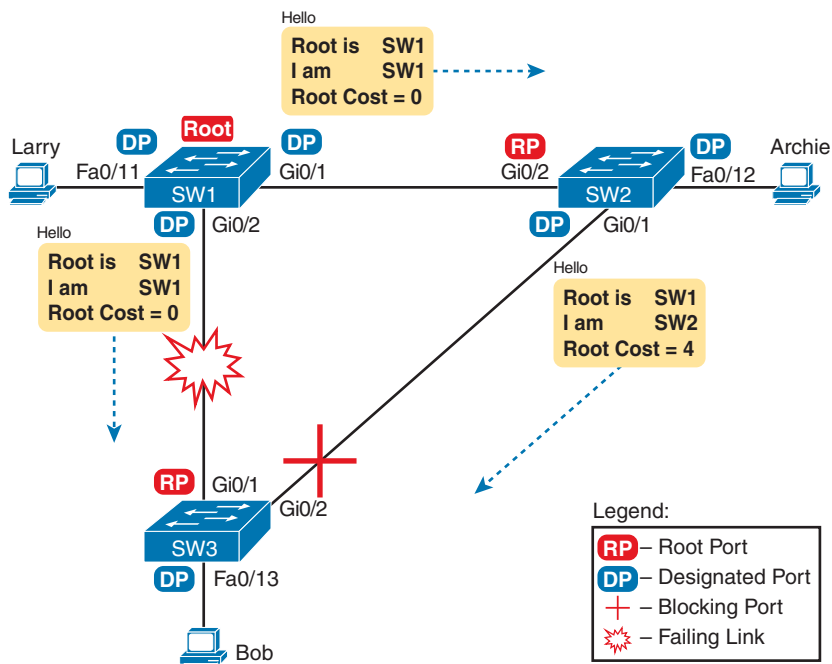 Hello
Root is SW1
I am SW1
Root Cost = 0
Larry
DP
Root
DP
RP
DP
Archie
Fa0/11
Gi0/1
Gi0/2
Fa0/12
SW1
SW2
DP
Gi0/2
DP
Gi0/1
Hello
Root is SW1
I am SW1
Root Cost = 0
Hello
Root is SW1
I am SW2
Root Cost = 4
RP
Gi0/1
Gi0/2
SW3
DP
Fa0/13
Bob
Legend:
RP – Root Port
DP – Designated Port
– Blocking Port
– Failing Link